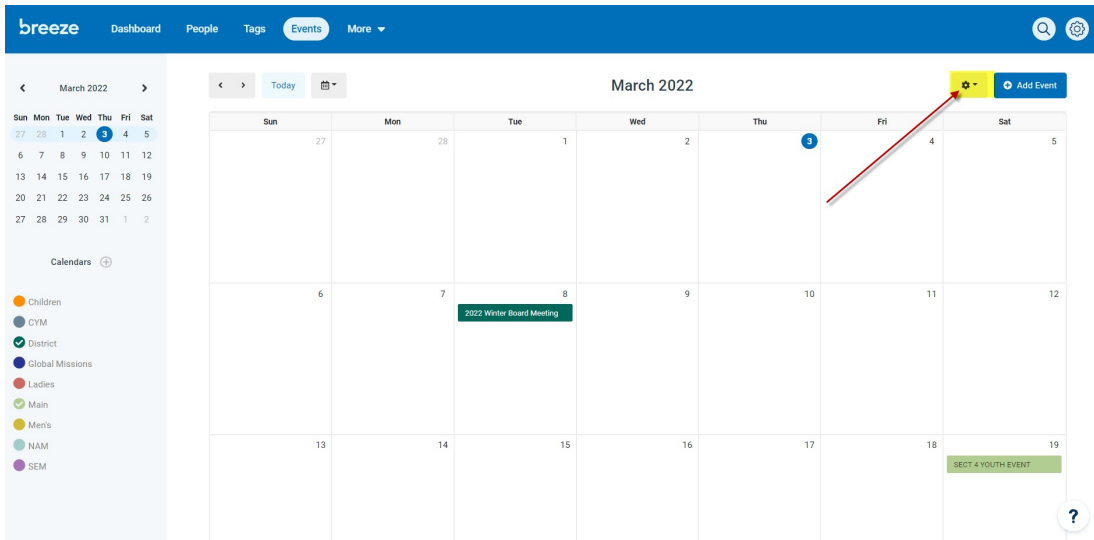 breeze Dashboard People Tags Events More
March 2022
Sun Mon Tue Wed Thu Fri Sat
27 28 1 2 3 4 5
6 7 8 9 10 11 12
13 14 15 16 17 18 19
20 21 22 23 24 25 26
27 28 29 30 31 1 2
Calendars
Children
CYM
District
Global Missions
Ladies
Main
Men's
NAM
SEM
Today March 2022 Add Event
Sun Mon Tue Wed Thu Fri Sat
27 28 1 2 3 4 5
6 7 8 9 10 11 12
2022 Winter Board Meeting
13 14 15 16 17 18 19
SECT 4 YOUTH EVENT
?